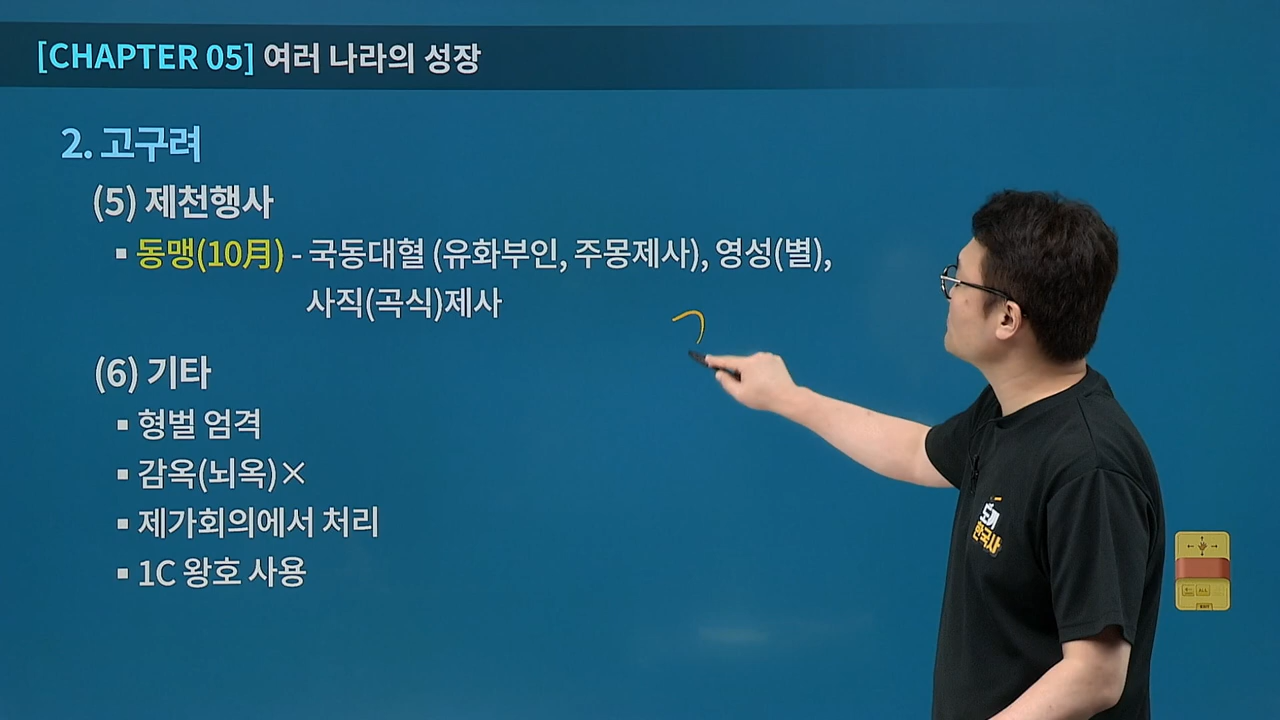 [CHAPTER 05] 여러 나라의 성장
2. 고구려
(5) 제천행사
▪ 동맹(10月) - 국동대혈 (유화부인, 주몽제사), 영성(별),
사직(곡식)제사
(6) 기타
▪ 형벌 엄격
▪ 감옥(뇌옥)×
▪ 제가회의에서 처리
▪ 1C 왕호 사용
한국사